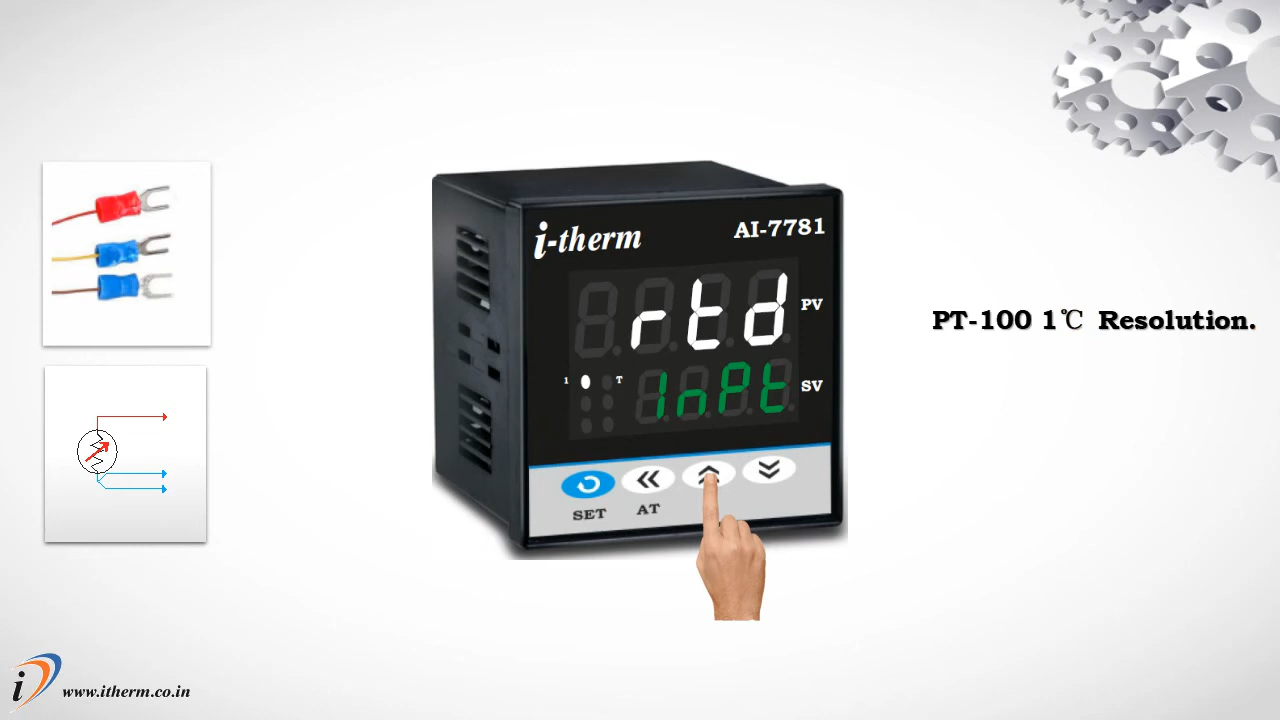 i-therm
AI-7781
rtd
PV
1
T
InPt
SV
SET
AT
PT-100 1℃ Resolution.
i
www.itherm.co.in